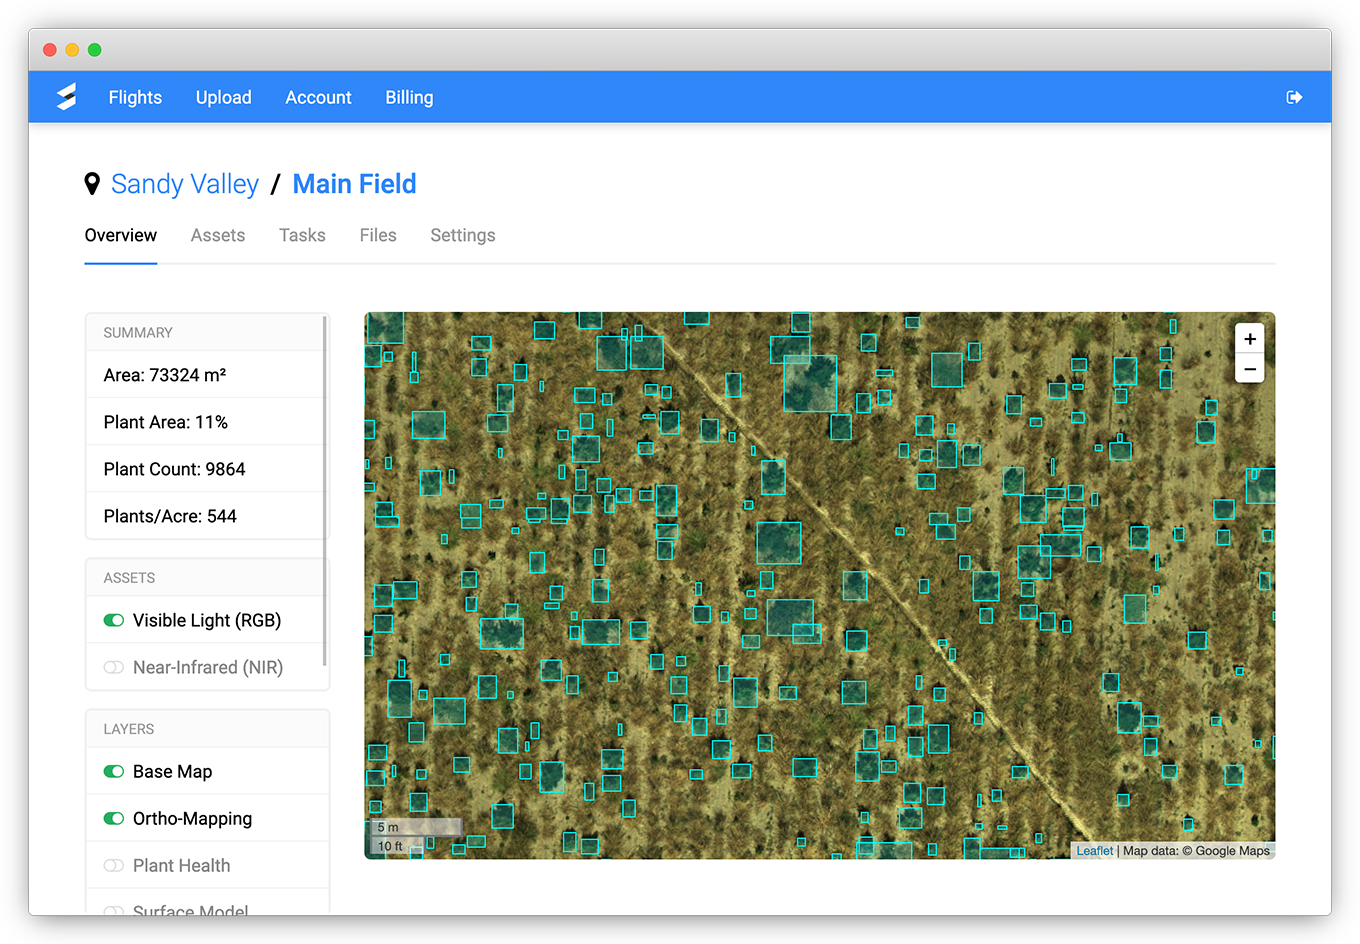 Flights Upload Account Billing
Sandy Valley / Main Field
Overview Assets Tasks Files Settings
SUMMARY
Area: 73324 m²
Plant Area: 11%
Plant Count: 9864
Plants/Acre: 544
ASSETS
Visible Light (RGB)
Near-Infrared (NIR)
LAYERS
Base Map
Ortho-Mapping
Plant Health
Surface Model
+
−
5 m
10 ft
Leaflet | Map data: © Google Maps